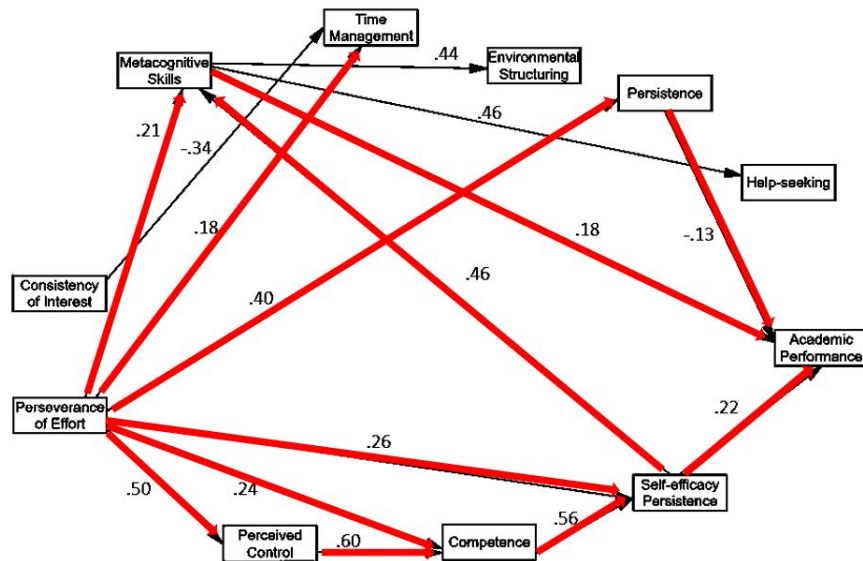 Time
Management
.44
Environmental
Structuring
Metacognitive
Skills
Persistence
.21
.46
-.34
Help-seeking
.18
.18
-.13
Consistency
of Interest
.46
.40
Academic
Performance
Perseverance
of Effort
.22
.26
Self-efficacy
Persistence
.50
.24
.56
Perceived
Control
.60
Competence